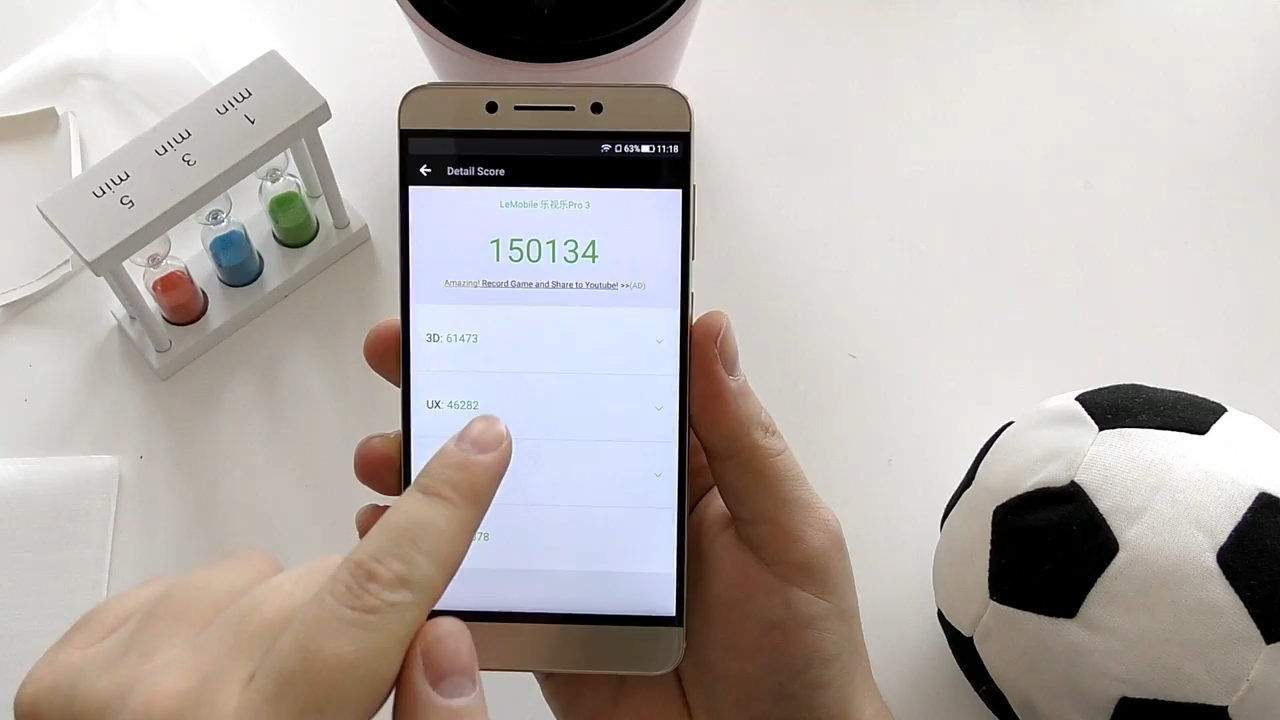 1 min
3 min
5 min
63% 11:18
Detail Score
LeMobile 乐视乐Pro 3
150134
Amazing! Record Game and Share to Youtube! >>(AD)
3D: 61473
UX: 46282
78